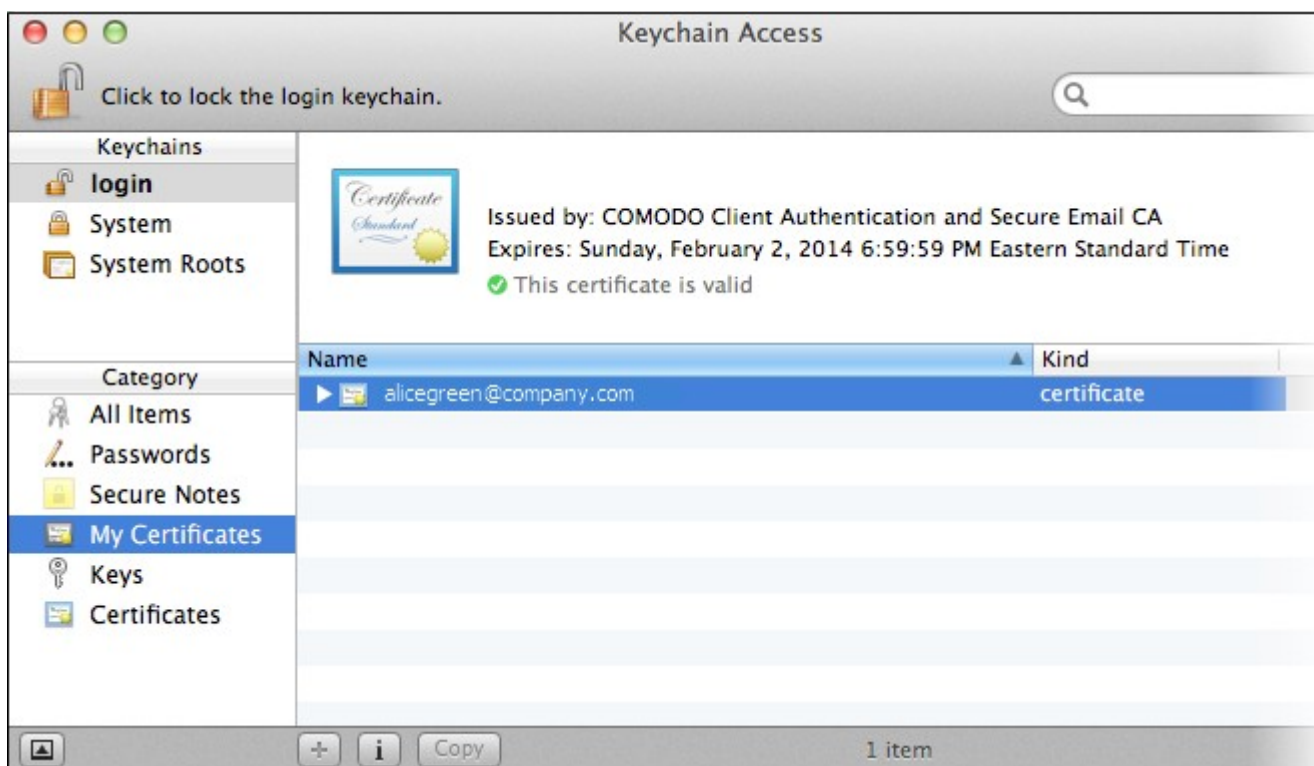 Keychain Access
Click to lock the login keychain.
Keychains
login
System
System Roots
Certificate
Standard
Issued by: COMODO Client Authentication and Secure Email CA
Expires: Sunday, February 2, 2014 6:59:59 PM Eastern Standard Time
This certificate is valid
Category
All Items
Passwords
Secure Notes
My Certificates
Keys
Certificates
Name Kind
alicegreen@company.com certificate
+ i Copy 1 item